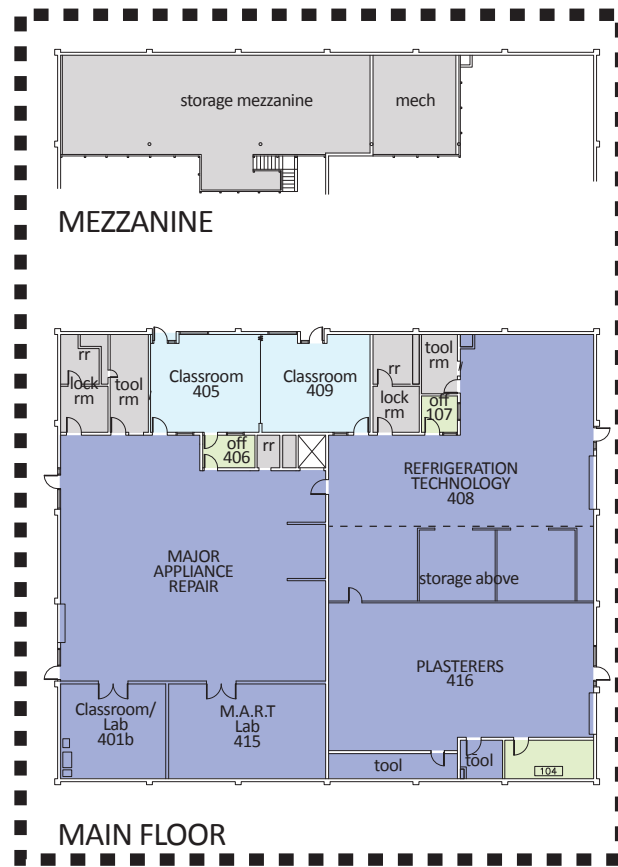 storage mezzanine
mech
MEZZANINE
rr
lock
rm
tool
rm
Classroom
405
Classroom
409
rr
lock
rm
tool
rm
off
107
off
406
rr
REFRIGERATION
TECHNOLOGY
408
MAJOR
APPLIANCE
REPAIR
storage above
PLASTERERS
416
Classroom/
Lab
401b
M.A.R.T
Lab
415
tool
tool
104
MAIN FLOOR